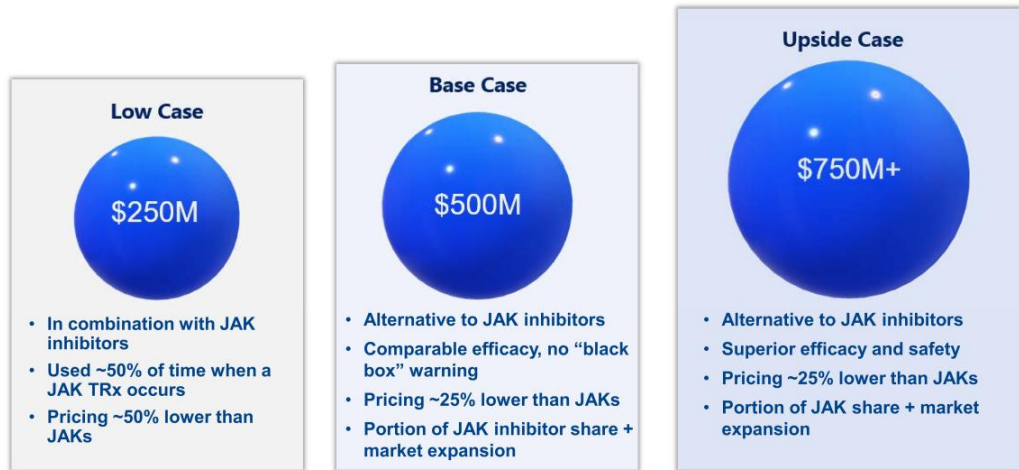 Low Case
$250M
• In combination with JAK
inhibitors
• Used ~50% of time when a
JAK TRx occurs
• Pricing ~50% lower than
JAKs
Base Case
$500M
• Alternative to JAK inhibitors
• Comparable efficacy, no “black
box” warning
• Pricing ~25% lower than JAKs
• Portion of JAK inhibitor share +
market expansion
Upside Case
$750M+
• Alternative to JAK inhibitors
• Superior efficacy and safety
• Pricing ~25% lower than JAKs
• Portion of JAK share + market
expansion